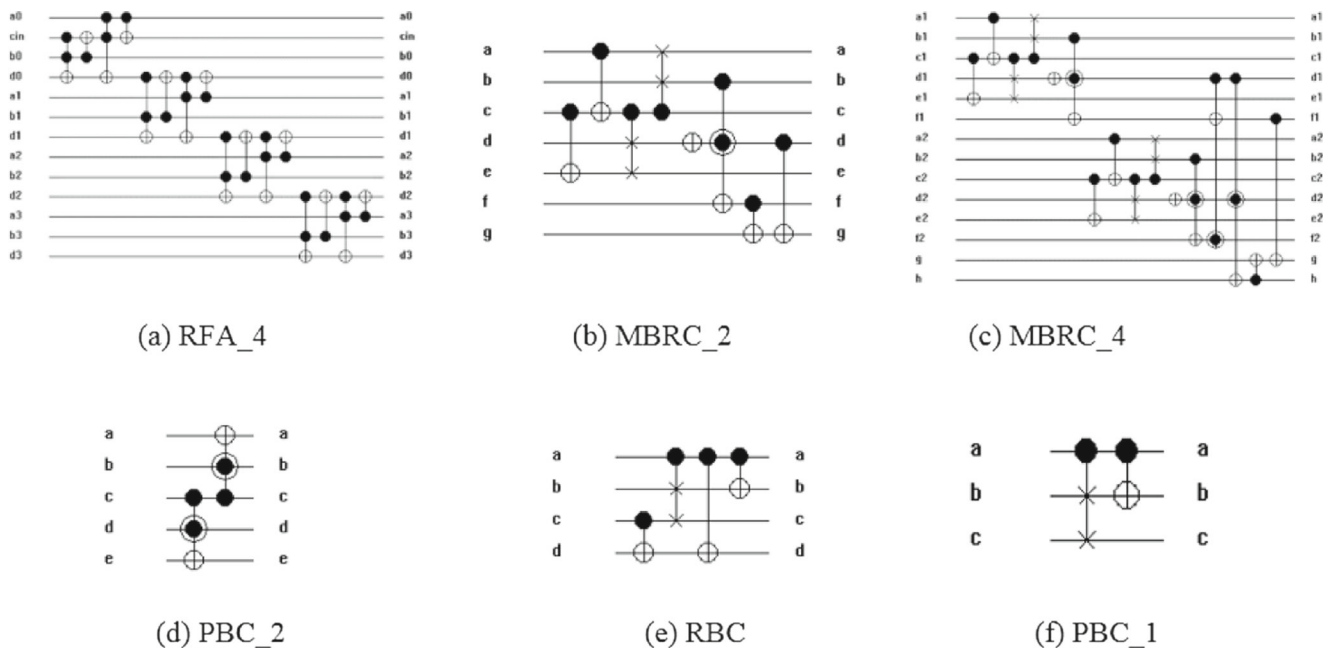 a0 a0
cin cin
b0 b0
d0 d0
a1 a1
b1 b1
d1 d1
a2 a2
b2 b2
d2 d2
a3 a3
b3 b3
d3 d3
(a) RFA_4
a a
b b
c c
d d
e e
f f
g g
(b) MBRC_2
a1 a1
b1 b1
c1 c1
d1 d1
e1 e1
f1 f1
a2 a2
b2 b2
c2 c2
d2 d2
e2 e2
f2 f2
g g
h h
(c) MBRC_4
a a
b b
c c
d d
e e
(d) PBC_2
a a
b b
c c
d d
(e) RBC
a a
b b
c c
(f) PBC_1